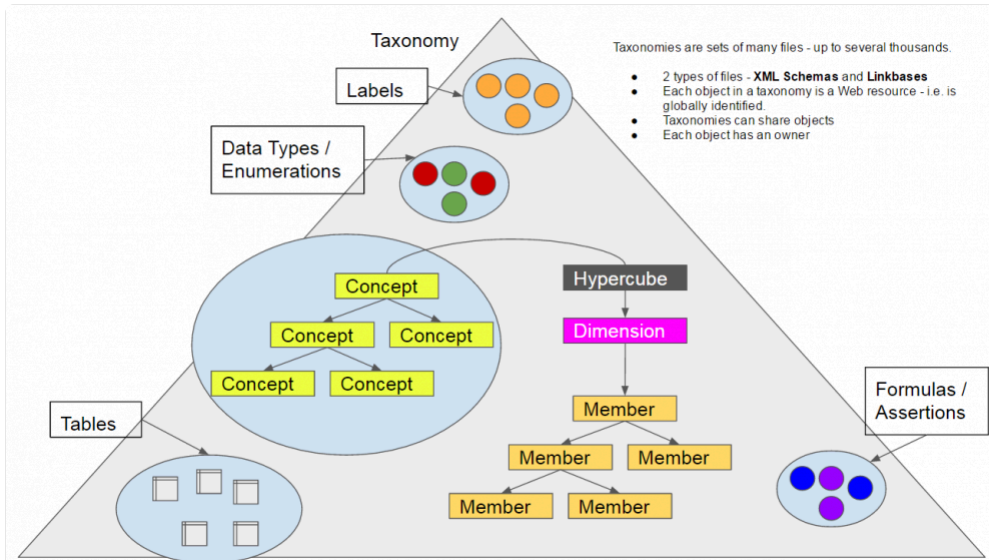 Taxonomy
Taxonomies are sets of many files - up to several thousands.
● 2 types of files - XML Schemas and Linkbases
● Each object in a taxonomy is a Web resource - i.e. is
globally identified.
● Taxonomies can share objects
● Each object has an owner
Labels
Data Types /
Enumerations
Concept
Hypercube
Concept
Concept
Dimension
Concept
Concept
Formulas /
Assertions
Tables
Member
Member
Member
Member
Member